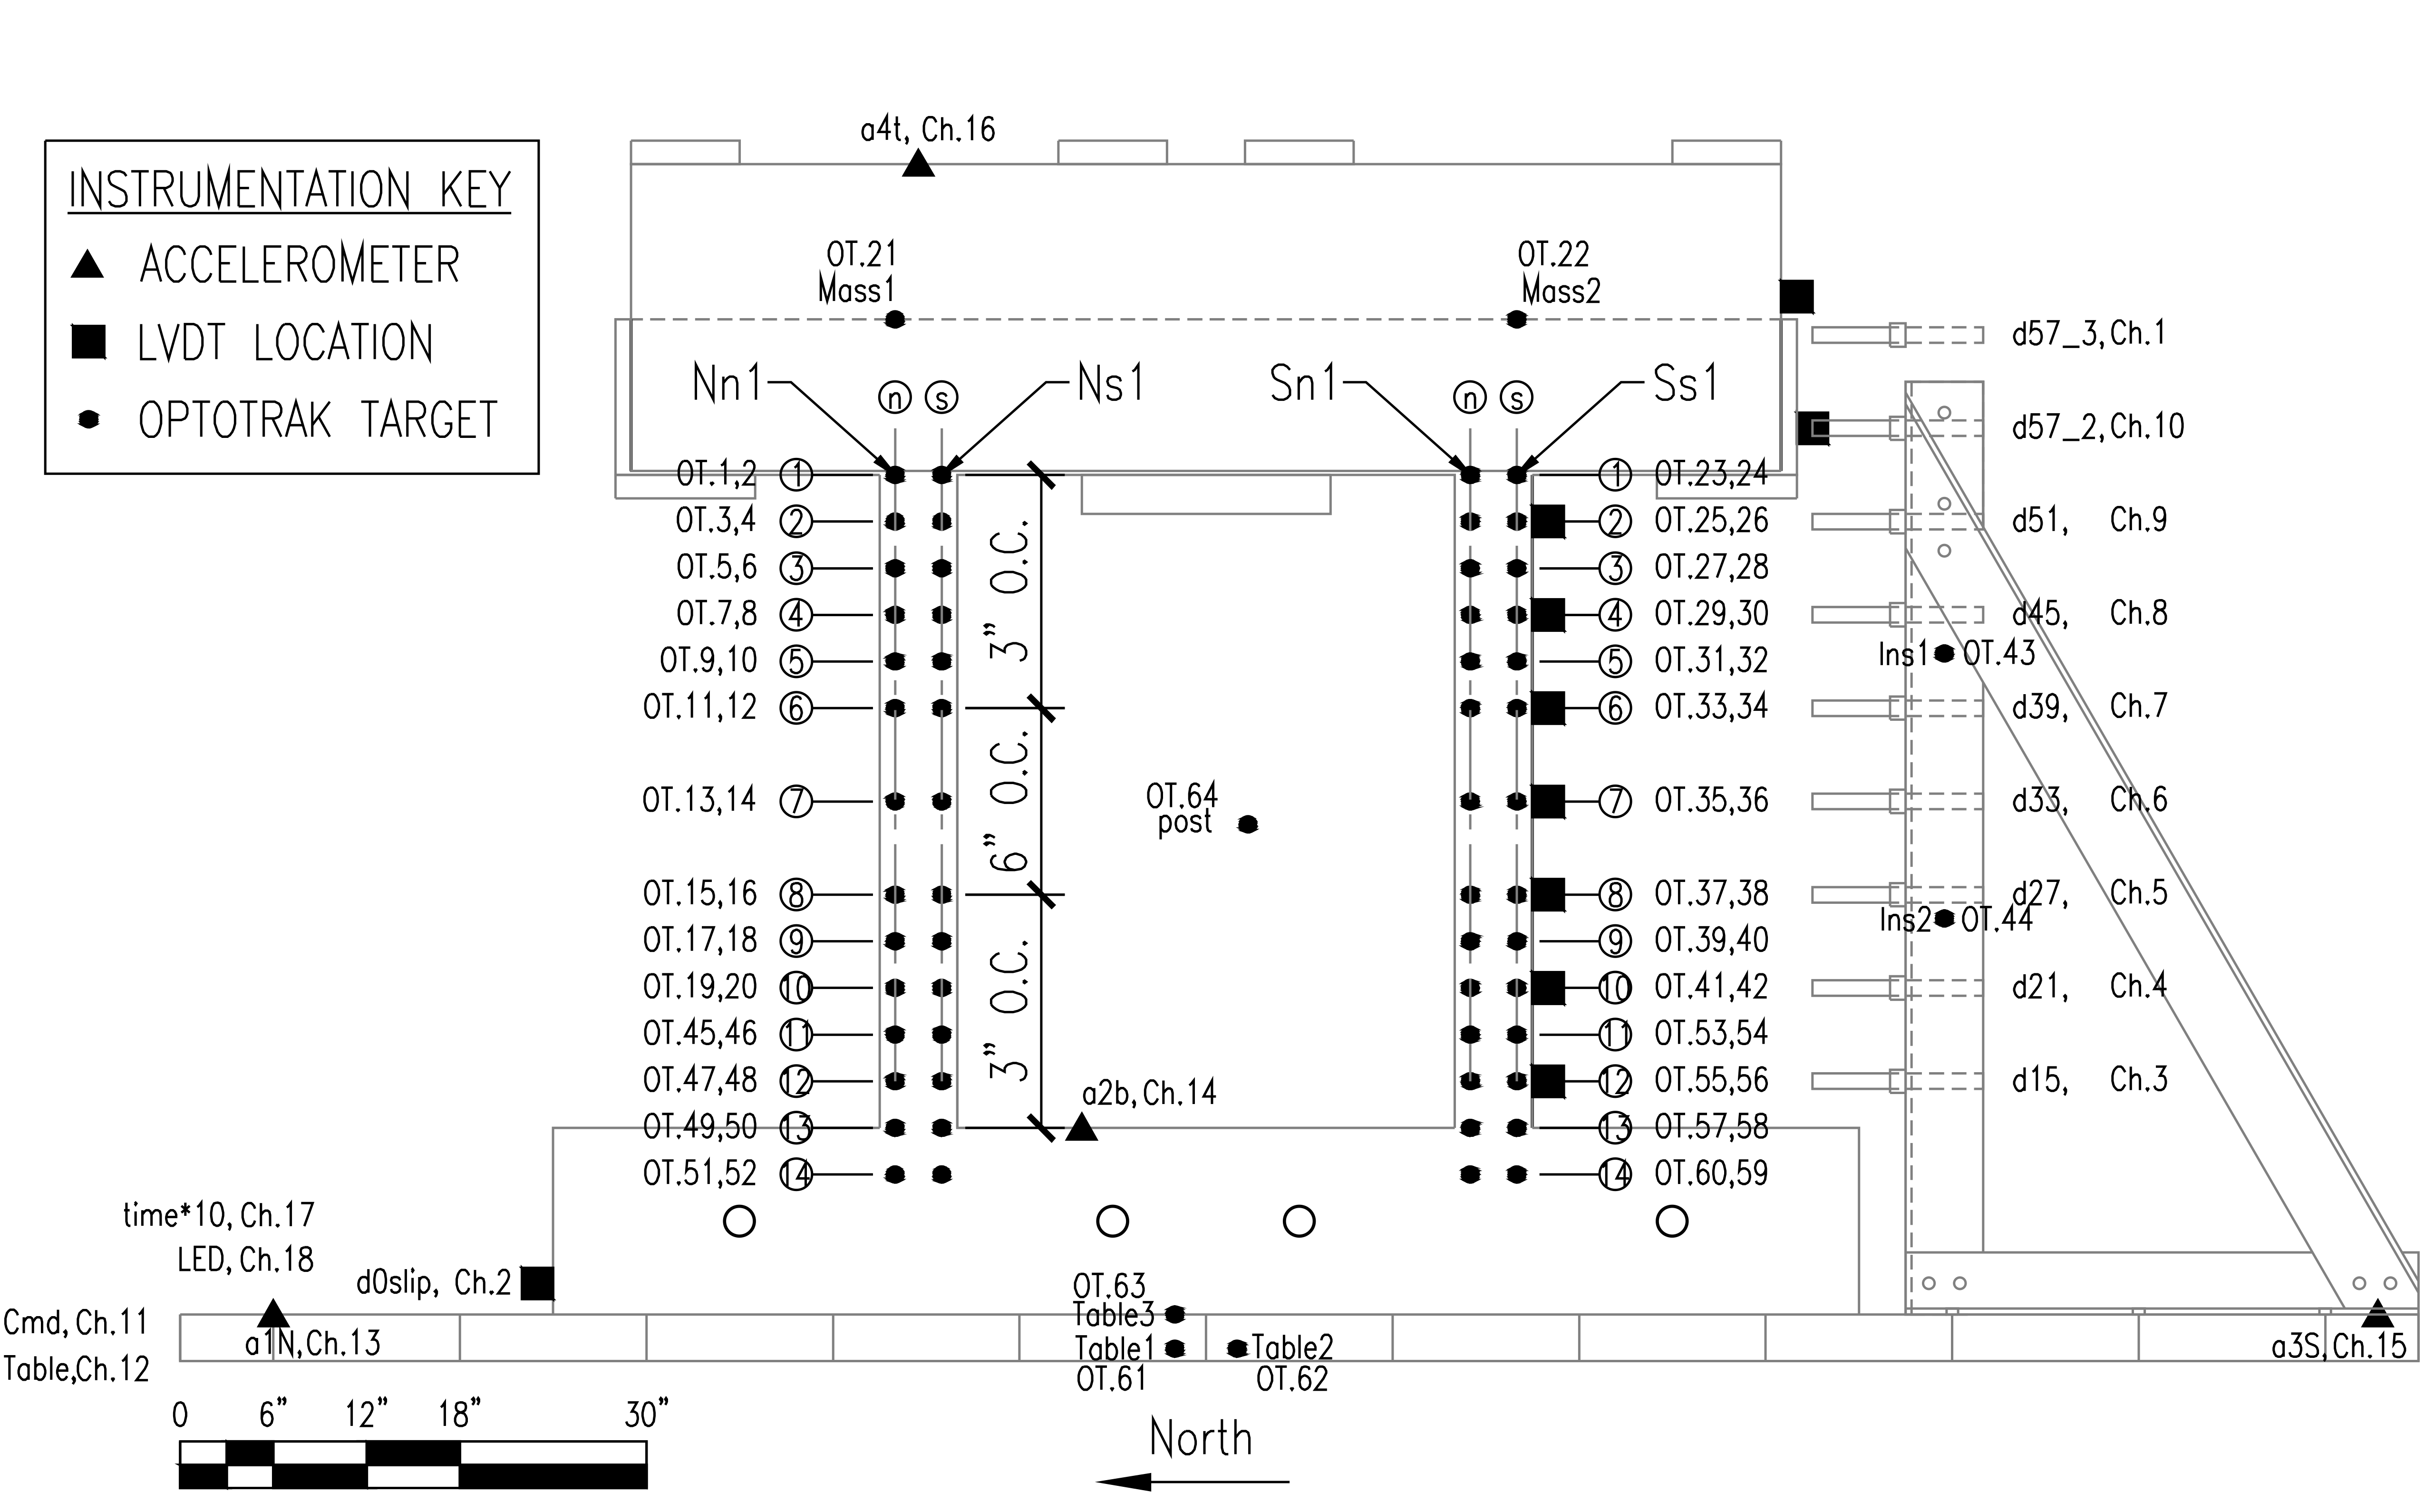 a4t, Ch.16
INSTRUMENTATION KEY
ACCELEROMETER
LVDT LOCATION
OPTOTRAK TARGET
OT.21
Mass1
OT.22
Mass2
Nn1
n
s
Ns1
Sn1
n
s
Ss1
d57_3, Ch.1
d57_2, Ch.10
OT.1,2 1
1 OT.23,24
OT.3,4 2
2 OT.25,26
d51, Ch.9
OT.5,6 3
3 OT.27,28
OT.7,8 4
4 OT.29,30
d45, Ch.8
3" O.C.
OT.9,10 5
5 OT.31,32
Ins1 OT.43
OT.11,12 6
6 OT.33,34
d39, Ch.7
OT.13,14 7
6" O.C.
OT.64
post
7 OT.35,36
d33, Ch.6
OT.15,16 8
8 OT.37,38
d27, Ch.5
Ins2 OT.44
OT.17,18 9
9 OT.39,40
OT.19,20 10
10 OT.41,42
d21, Ch.4
3" O.C.
OT.45,46 11
11 OT.53,54
OT.47,48 12
12 OT.55,56
d15, Ch.3
a2b, Ch.14
OT.49,50 13
13 OT.57,58
OT.51,52 14
14 OT.60,59
time*10, Ch.17
LED, Ch.18
d0slip, Ch.2
OT.63
Table3
Cmd, Ch.11
a1N, Ch.13
Table1
Table2
a3S, Ch.15
Table, Ch.12
OT.61
OT.62
0 6" 12" 18" 30"
North